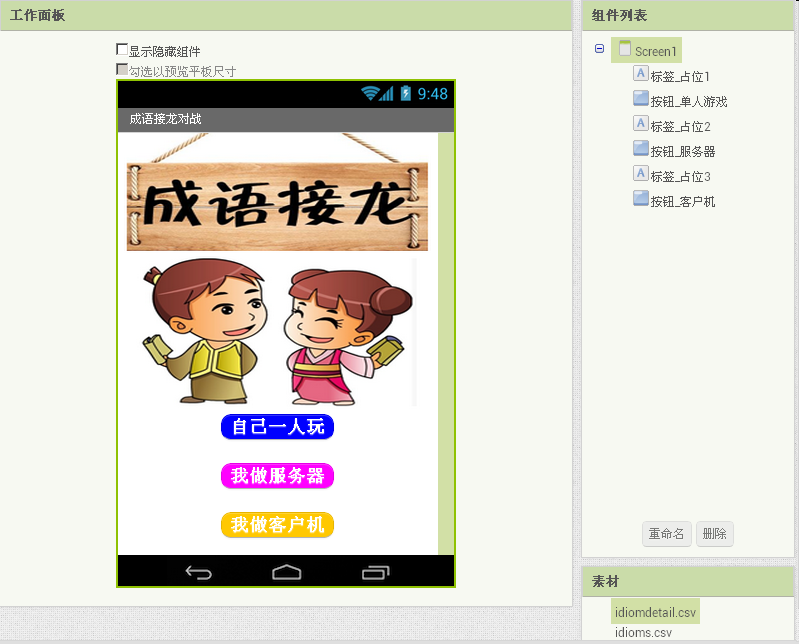 工作面板
显示隐藏组件
勾选以预览平板尺寸
9:48
成语接龙对战
成语接龙
自己一人玩
我做服务器
我做客户机
组件列表
Screen1
标签_占位1
按钮_单人游戏
标签_占位2
按钮_服务器
标签_占位3
按钮_客户机
重命名 删除
素材
idiomdetail.csv
idioms.csv